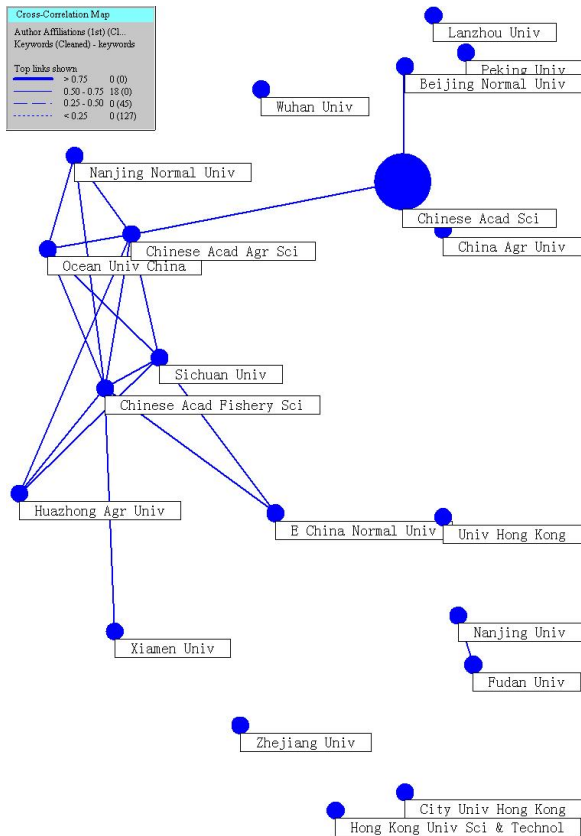 Cross-Correlation Map
Author Affiliations (1st) (Cl...
Keywords (Cleaned) - keywords
Top links shown
> 0.75 0 (0)
0.50 - 0.75 18 (0)
0.25 - 0.50 0 (45)
< 0.25 0 (127)
Lanzhou Univ
Peking Univ
Beijing Normal Univ
Wuhan Univ
Nanjing Normal Univ
Chinese Acad Sci
China Agr Univ
Chinese Acad Agr Sci
Ocean Univ China
Sichuan Univ
Chinese Acad Fishery Sci
Huazhong Agr Univ
E China Normal Univ
Univ Hong Kong
Nanjing Univ
Xiamen Univ
Fudan Univ
Zhejiang Univ
City Univ Hong Kong
Hong Kong Univ Sci & Technol